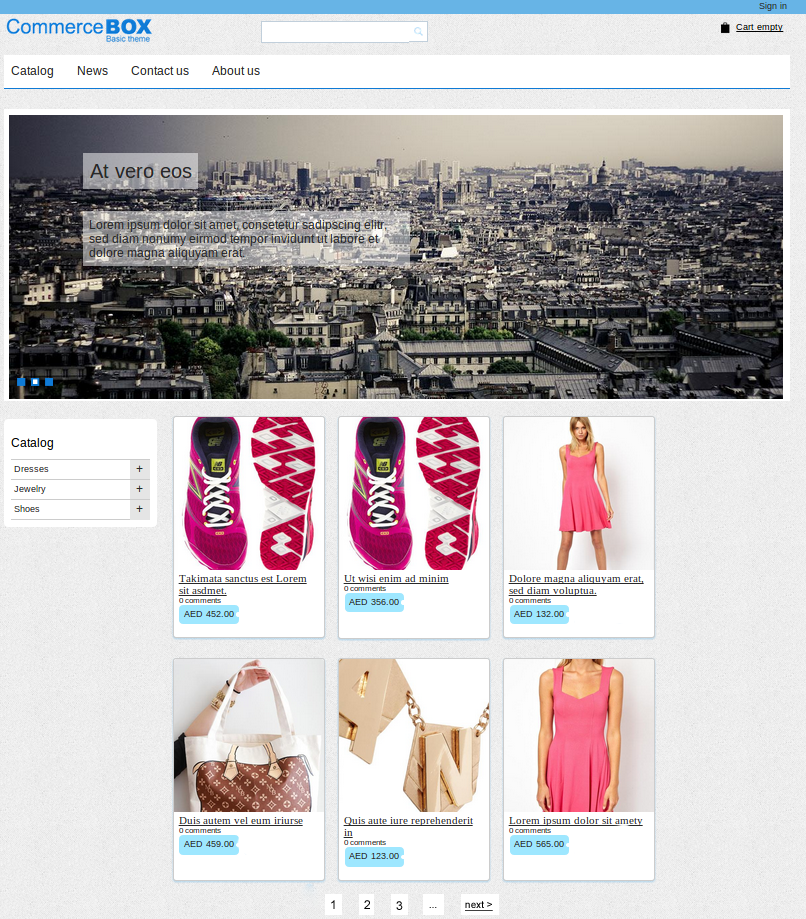 Sign in
CommerceBOX
Basic theme
Cart empty
Catalog News Contact us About us
At vero eos
Lorem ipsum dolor sit amet, consetetur sadipscing elitr,
sed diam nonumy eirmod tempor invidunt ut labore et
dolore magna aliquyam erat.
Catalog
Dresses +
Jewelry +
Shoes +
Takimata sanctus est Lorem
sit asdmet.
0 comments
AED 452.00
Ut wisi enim ad minim
0 comments
AED 356.00
Dolore magna aliquyam erat,
sed diam voluptua.
0 comments
AED 132.00
Duis autem vel eum iriurse
0 comments
AED 459.00
Quis aute iure reprehenderit
in
0 comments
AED 123.00
Lorem ipsum dolor sit amety
0 comments
AED 565.00
1 2 3 ... next >